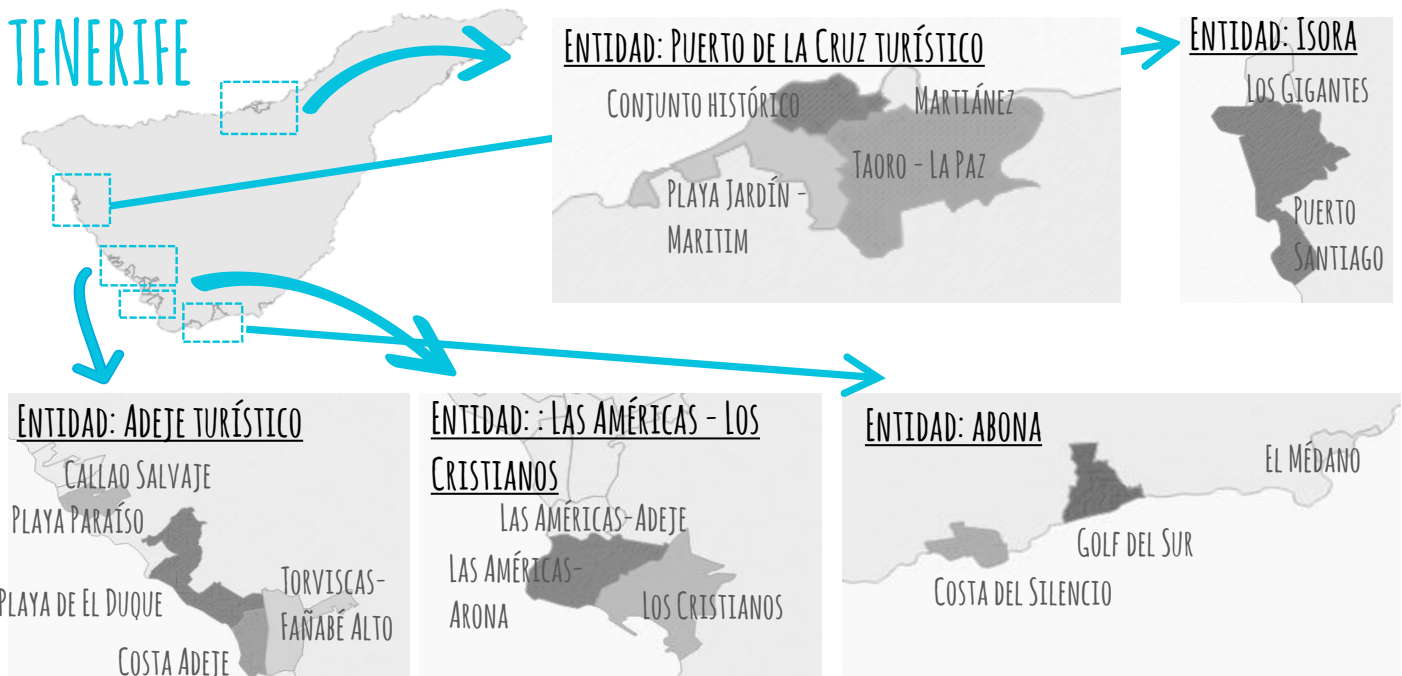 TENERIFE
ENTIDAD: PUERTO DE LA CRUZ TURÍSTICO
CONJUNTO HISTÓRICO
MARTIÁNEZ
TAORO - LA PAZ
PLAYA JARDÍN -
MARITIM
ENTIDAD: ISORA
LOS GIGANTES
PUERTO
SANTIAGO
ENTIDAD: ADEJE TURÍSTICO
CALLAO SALVAJE
PLAYA PARAÍSO
PLAYA DE EL DUQUE
TORVISCAS-
FAÑABÉ ALTO
COSTA ADEJE
ENTIDAD: : LAS AMÉRICAS - LOS
CRISTIANOS
LAS AMÉRICAS-ADEJE
LAS AMÉRICAS-
ARONA
LOS CRISTIANOS
ENTIDAD: ABONA
EL MÉDANO
GOLF DEL SUR
COSTA DEL SILENCIO